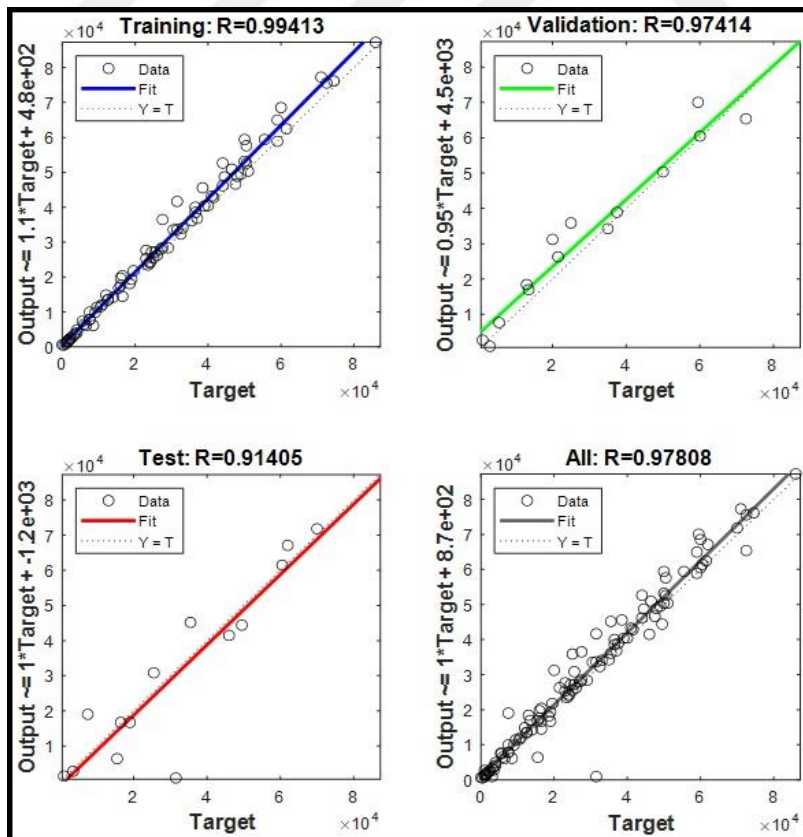 Training: R=0.99413
×10^4
Output ~= 1.1*Target + 4.8e+02
Data
Fit
Y = T
8
7
6
5
4
3
2
1
0
0 2 4 6 8
Target
×10^4
Validation: R=0.97414
×10^4
Output ~= 0.95*Target + 4.5e+03
Data
Fit
Y = T
8
7
6
5
4
3
2
1
2 4 6 8
Target
×10^4
Test: R=0.91405
×10^4
Output ~= 1*Target + -1.2e+03
Data
Fit
Y = T
8
7
6
5
4
3
2
1
2 4 6 8
Target
×10^4
All: R=0.97808
×10^4
Output ~= 1*Target + 8.7e+02
Data
Fit
Y = T
8
7
6
5
4
3
2
1
0
0 2 4 6 8
Target
×10^4